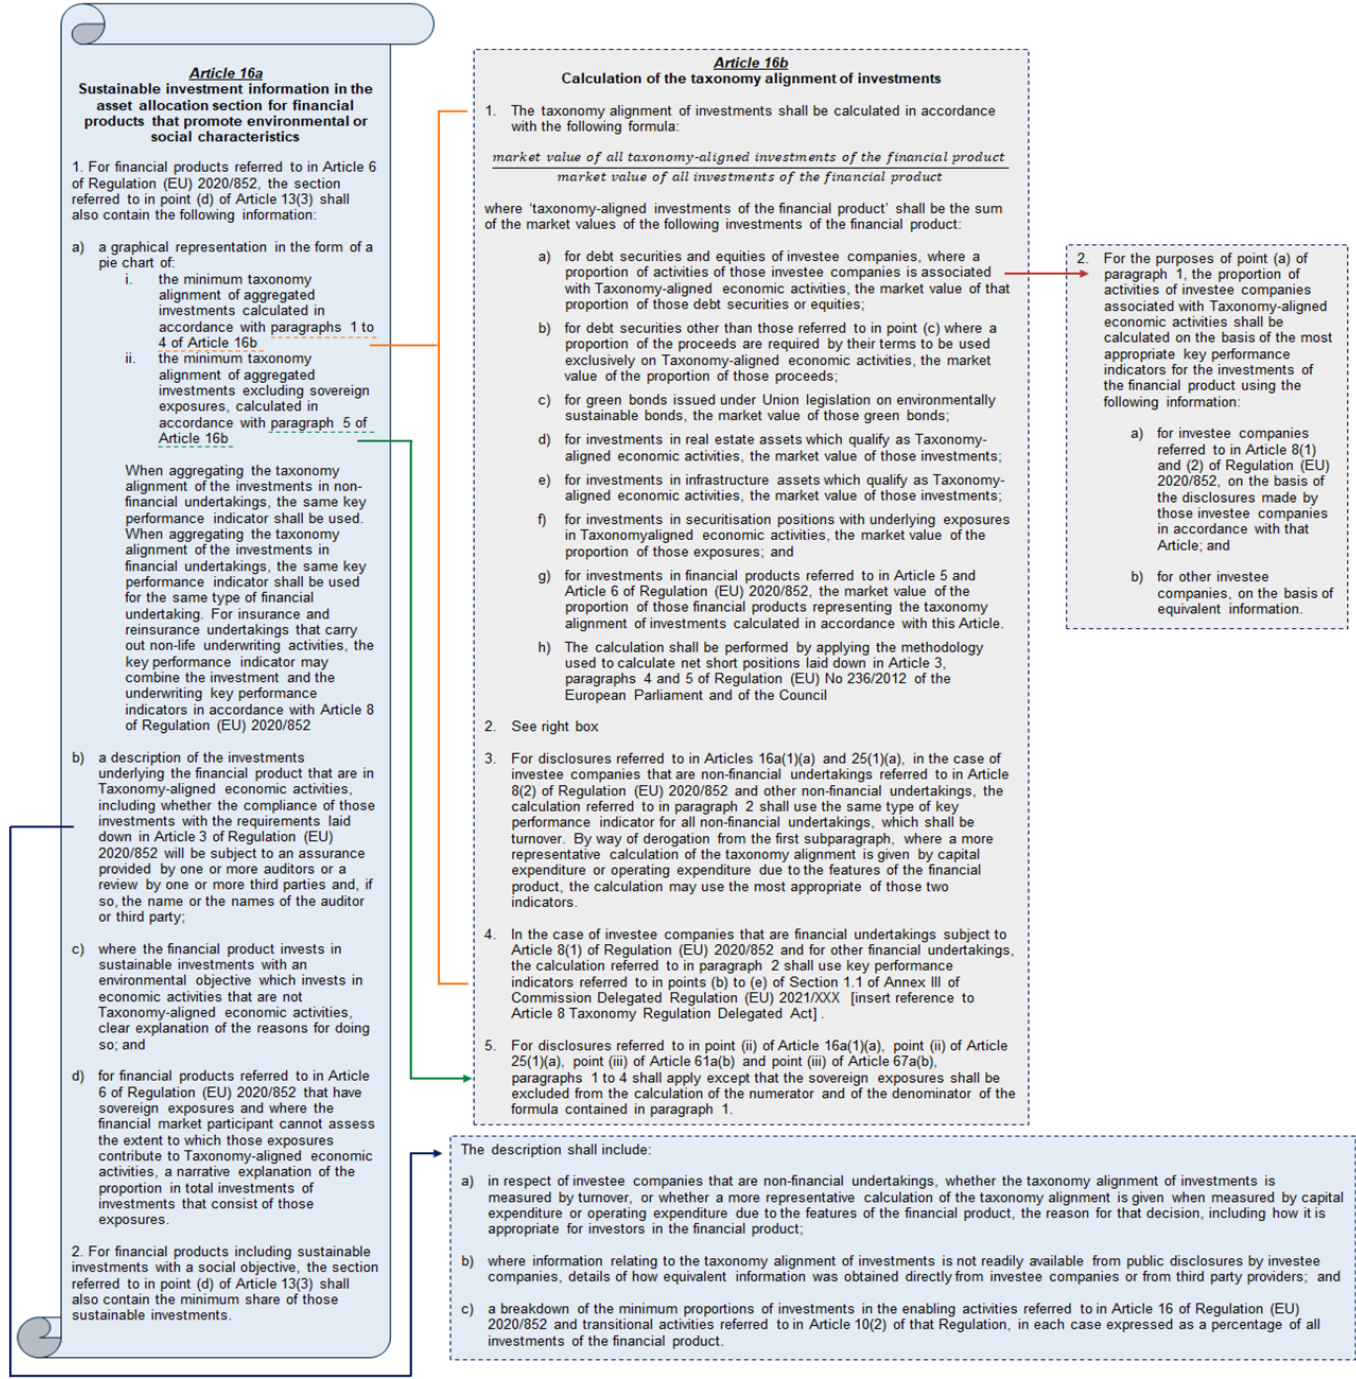 Article 16a
Sustainable investment information in the
asset allocation section for financial
products that promote environmental or
social characteristics
1. For financial products referred to in Article 6
of Regulation (EU) 2020/852, the section
referred to in point (d) of Article 13(3) shall
also contain the following information:
a) a graphical representation in the form of a
pie chart of:
i. the minimum taxonomy
alignment of aggregated
investments calculated in
accordance with paragraphs 1 to
4 of Article 16b
ii. the minimum taxonomy
alignment of aggregated
investments excluding sovereign
exposures, calculated in
accordance with paragraph 5 of
Article 16b
When aggregating the taxonomy
alignment of the investments in non-
financial undertakings, the same key
performance indicator shall be used.
When aggregating the taxonomy
alignment of the investments in
financial undertakings, the same key
performance indicator shall be used
for the same type of financial
undertaking. For insurance and
reinsurance undertakings that carry
out non-life underwriting activities, the
key performance indicator may
combine the investment and the
underwriting key performance
indicators in accordance with Article 8
of Regulation (EU) 2020/852
b) a description of the investments
underlying the financial product that are in
Taxonomy-aligned economic activities,
including whether the compliance of those
investments with the requirements laid
down in Article 3 of Regulation (EU)
2020/852 will be subject to an assurance
provided by one or more auditors or a
review by one or more third parties and, if
so, the name or the names of the auditor
or third party;
c) where the financial product invests in
sustainable investments with an
environmental objective which invests in
economic activities that are not
Taxonomy-aligned economic activities,
clear explanation of the reasons for doing
so; and
d) for financial products referred to in Article
6 of Regulation (EU) 2020/852 that have
sovereign exposures and where the
financial market participant cannot assess
the extent to which those exposures
contribute to Taxonomy-aligned economic
activities, a narrative explanation of the
proportion in total investments of
investments that consist of those
exposures.
2. For financial products including sustainable
investments with a social objective, the section
referred to in point (d) of Article 13(3) shall
also contain the minimum share of those
sustainable investments.
Article 16b
Calculation of the taxonomy alignment of investments
1. The taxonomy alignment of investments shall be calculated in accordance
with the following formula:
market value of all taxonomy-aligned investments of the financial product
market value of all investments of the financial product
where ‘taxonomy-aligned investments of the financial product’ shall be the sum
of the market values of the following investments of the financial product:
a) for debt securities and equities of investee companies, where a
proportion of activities of those investee companies is associated
with Taxonomy-aligned economic activities, the market value of that
proportion of those debt securities or equities;
b) for debt securities other than those referred to in point (c) where a
proportion of the proceeds are required by their terms to be used
exclusively on Taxonomy-aligned economic activities, the market
value of the proportion of those proceeds;
c) for green bonds issued under Union legislation on environmentally
sustainable bonds, the market value of those green bonds;
d) for investments in real estate assets which qualify as Taxonomy-
aligned economic activities, the market value of those investments;
e) for investments in infrastructure assets which qualify as Taxonomy-
aligned economic activities, the market value of those investments;
f) for investments in securitisation positions with underlying exposures
in Taxonomyaligned economic activities, the market value of the
proportion of those exposures; and
g) for investments in financial products referred to in Article 5 and
Article 6 of Regulation (EU) 2020/852, the market value of the
proportion of those financial products representing the taxonomy
alignment of investments calculated in accordance with this Article.
h) The calculation shall be performed by applying the methodology
used to calculate net short positions laid down in Article 3,
paragraphs 4 and 5 of Regulation (EU) No 236/2012 of the
European Parliament and of the Council
2. See right box
3. For disclosures referred to in Articles 16a(1)(a) and 25(1)(a), in the case of
investee companies that are non-financial undertakings referred to in Article
8(2) of Regulation (EU) 2020/852 and other non-financial undertakings, the
calculation referred to in paragraph 2 shall use the same type of key
performance indicator for all non-financial undertakings, which shall be
turnover. By way of derogation from the first subparagraph, where a more
representative calculation of the taxonomy alignment is given by capital
expenditure or operating expenditure due to the features of the financial
product, the calculation may use the most appropriate of those two
indicators.
4. In the case of investee companies that are financial undertakings subject to
Article 8(1) of Regulation (EU) 2020/852 and for other financial undertakings,
the calculation referred to in paragraph 2 shall use key performance
indicators referred to in points (b) to (e) of Section 1.1 of Annex III of
Commission Delegated Regulation (EU) 2021/XXX [insert reference to
Article 8 Taxonomy Regulation Delegated Act] .
5. For disclosures referred to in point (ii) of Article 16a(1)(a), point (ii) of Article
25(1)(a), point (iii) of Article 61a(b) and point (iii) of Article 67a(b),
paragraphs 1 to 4 shall apply except that the sovereign exposures shall be
excluded from the calculation of the numerator and of the denominator of the
formula contained in paragraph 1.
2. For the purposes of point (a) of
paragraph 1, the proportion of
activities of investee companies
associated with Taxonomy-aligned
economic activities shall be
calculated on the basis of the most
appropriate key performance
indicators for the investments of
the financial product using the
following information:
a) for investee companies
referred to in Article 8(1)
and (2) of Regulation (EU)
2020/852, on the basis of
the disclosures made by
those investee companies
in accordance with that
Article; and
b) for other investee
companies, on the basis of
equivalent information.
The description shall include:
a) in respect of investee companies that are non-financial undertakings, whether the taxonomy alignment of investments is
measured by turnover, or whether a more representative calculation of the taxonomy alignment is given when measured by capital
expenditure or operating expenditure due to the features of the financial product, the reason for that decision, including how it is
appropriate for investors in the financial product;
b) where information relating to the taxonomy alignment of investments is not readily available from public disclosures by investee
companies, details of how equivalent information was obtained directly from investee companies or from third party providers; and
c) a breakdown of the minimum proportions of investments in the enabling activities referred to in Article 16 of Regulation (EU)
2020/852 and transitional activities referred to in Article 10(2) of that Regulation, in each case expressed as a percentage of all
investments of the financial product.